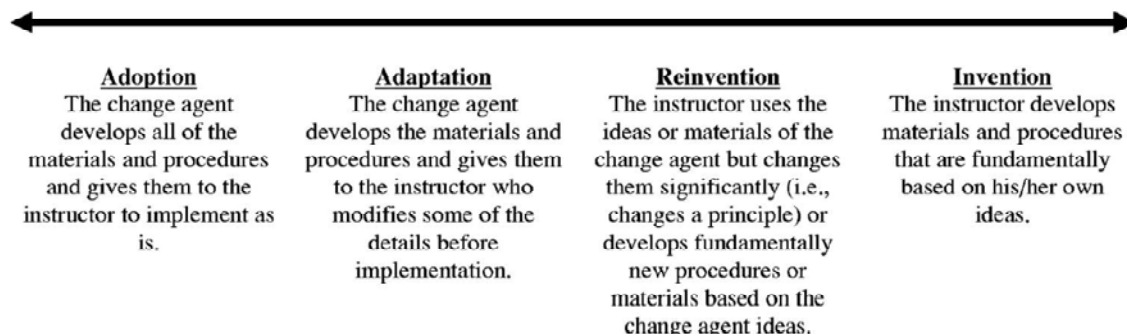 Adoption
The change agent
develops all of the
materials and procedures
and gives them to the
instructor to implement as
is.
Adaptation
The change agent
develops the materials and
procedures and gives them
to the instructor who
modifies some of the
details before
implementation.
Reinvention
The instructor uses the
ideas or materials of the
change agent but changes
them significantly (i.e.,
changes a principle) or
develops fundamentally
new procedures or
materials based on the
change agent ideas.
Invention
The instructor develops
materials and procedures
that are fundamentally
based on his/her own
ideas.